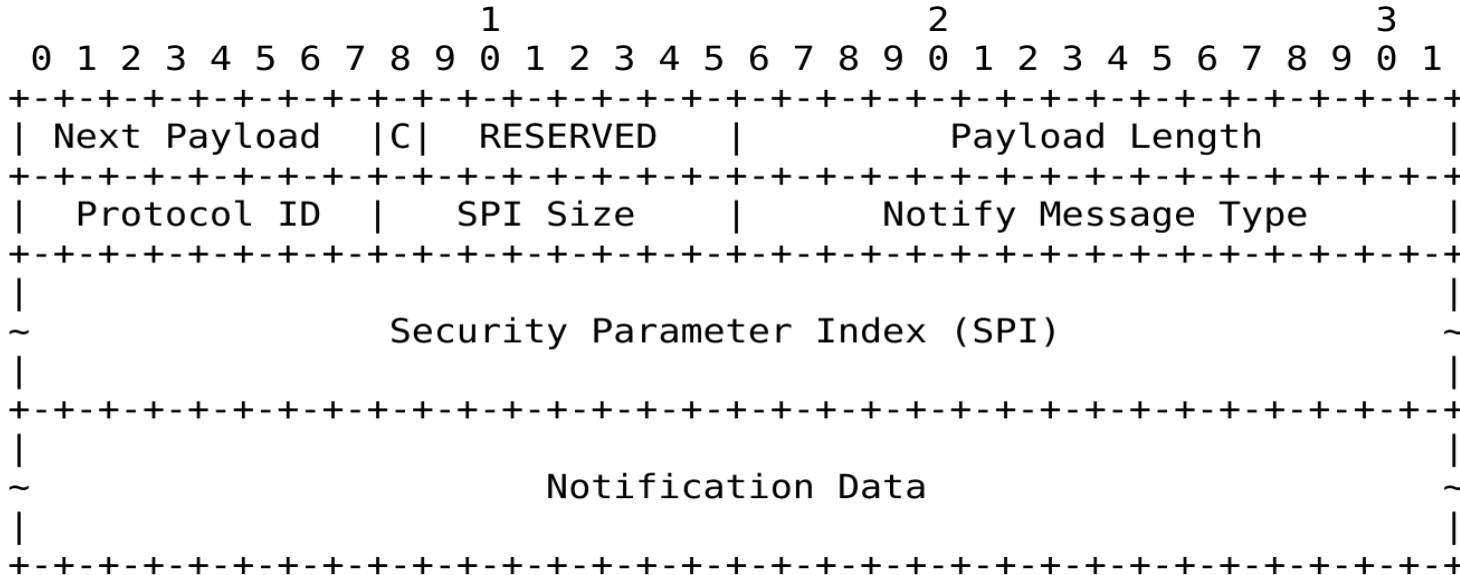 1                   2                   3
 0 1 2 3 4 5 6 7 8 9 0 1 2 3 4 5 6 7 8 9 0 1 2 3 4 5 6 7 8 9 0 1
+-+-+-+-+-+-+-+-+-+-+-+-+-+-+-+-+-+-+-+-+-+-+-+-+-+-+-+-+-+-+-+-+
| Next Payload  |C|  RESERVED   |         Payload Length        |
+-+-+-+-+-+-+-+-+-+-+-+-+-+-+-+-+-+-+-+-+-+-+-+-+-+-+-+-+-+-+-+-+
|  Protocol ID  |   SPI Size    |      Notify Message Type      |
+-+-+-+-+-+-+-+-+-+-+-+-+-+-+-+-+-+-+-+-+-+-+-+-+-+-+-+-+-+-+-+-+
|                                                               |
~                Security Parameter Index (SPI)                 ~
|                                                               |
+-+-+-+-+-+-+-+-+-+-+-+-+-+-+-+-+-+-+-+-+-+-+-+-+-+-+-+-+-+-+-+-+
|                                                               |
~                       Notification Data                       ~
|                                                               |
+-+-+-+-+-+-+-+-+-+-+-+-+-+-+-+-+-+-+-+-+-+-+-+-+-+-+-+-+-+-+-+-+